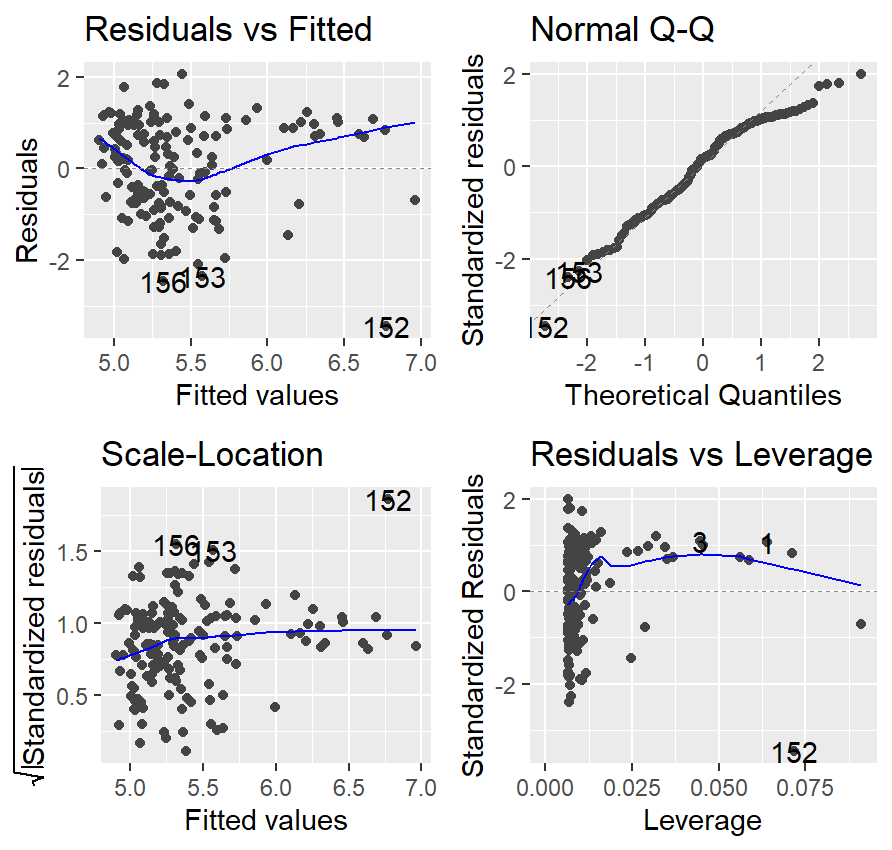 Residuals vs Fitted
Residuals
2
0
-2
156
153
152
5.0 5.5 6.0 6.5 7.0
Fitted values
Normal Q-Q
Standardized residuals
2
0
-2
153
156
152
-2 -1 0 1 2
Theoretical Quantiles
Scale-Location
√|Standardized residuals|
1.5
1.0
0.5
152
156
153
5.0 5.5 6.0 6.5 7.0
Fitted values
Residuals vs Leverage
Standardized Residuals
2
0
-2
3
1
152
0.000 0.025 0.050 0.075
Leverage